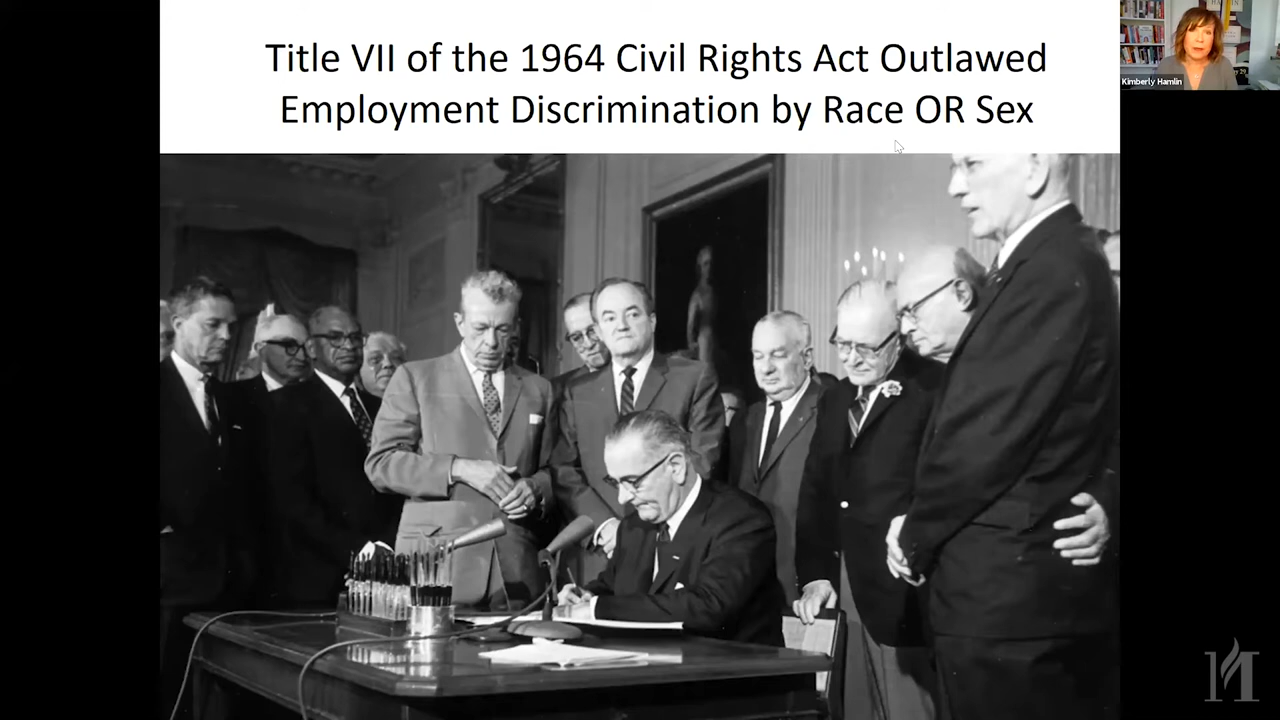 Title VII of the 1964 Civil Rights Act Outlawed
Employment Discrimination by Race OR Sex
Kimberly Hamlin